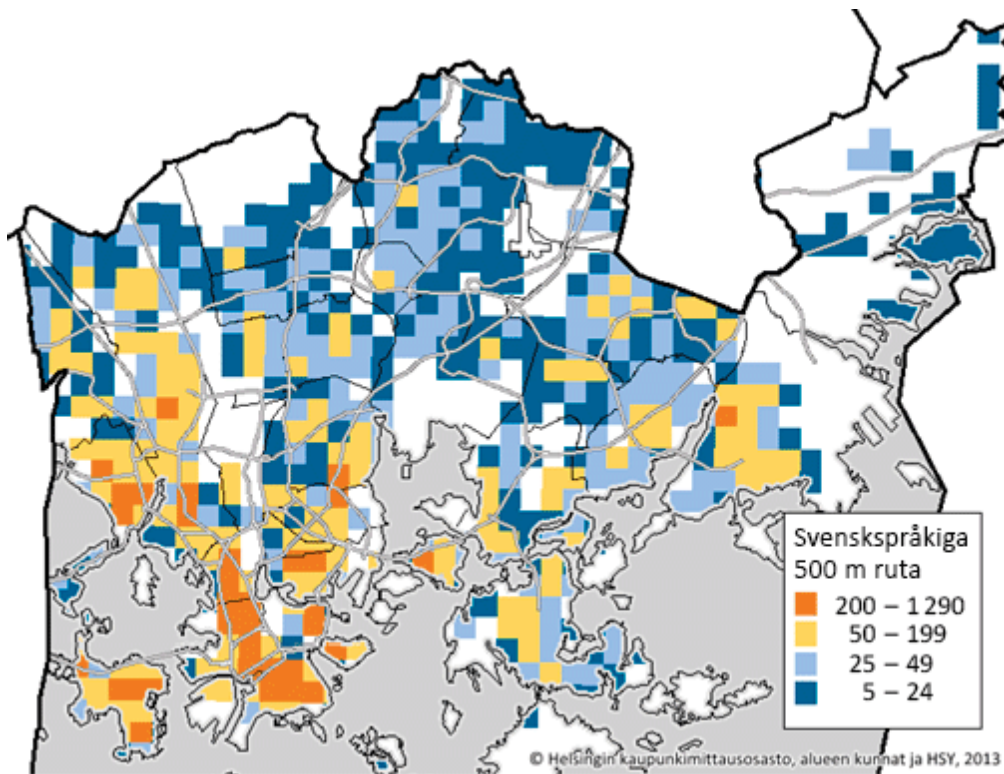 Svenskspråkiga
500 m ruta
200 – 1 290
50 – 199
25 – 49
5 – 24
© Helsingin kaupunkimittausosasto, alueen kunnat ja HSY, 2013